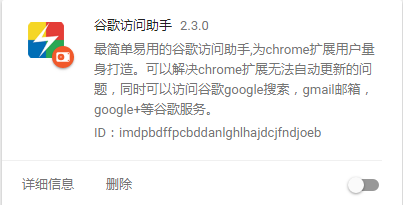 谷歌访问助手 2.3.0
最简单易用的谷歌访问助手,为chrome扩展用户量
身打造。可以解决chrome扩展无法自动更新的问
题，同时可以访问谷歌google搜索，gmail邮箱，
google+等谷歌服务。
ID：imdpbdffpcbddanlghlhajdcjfndjoeb
详细信息 删除